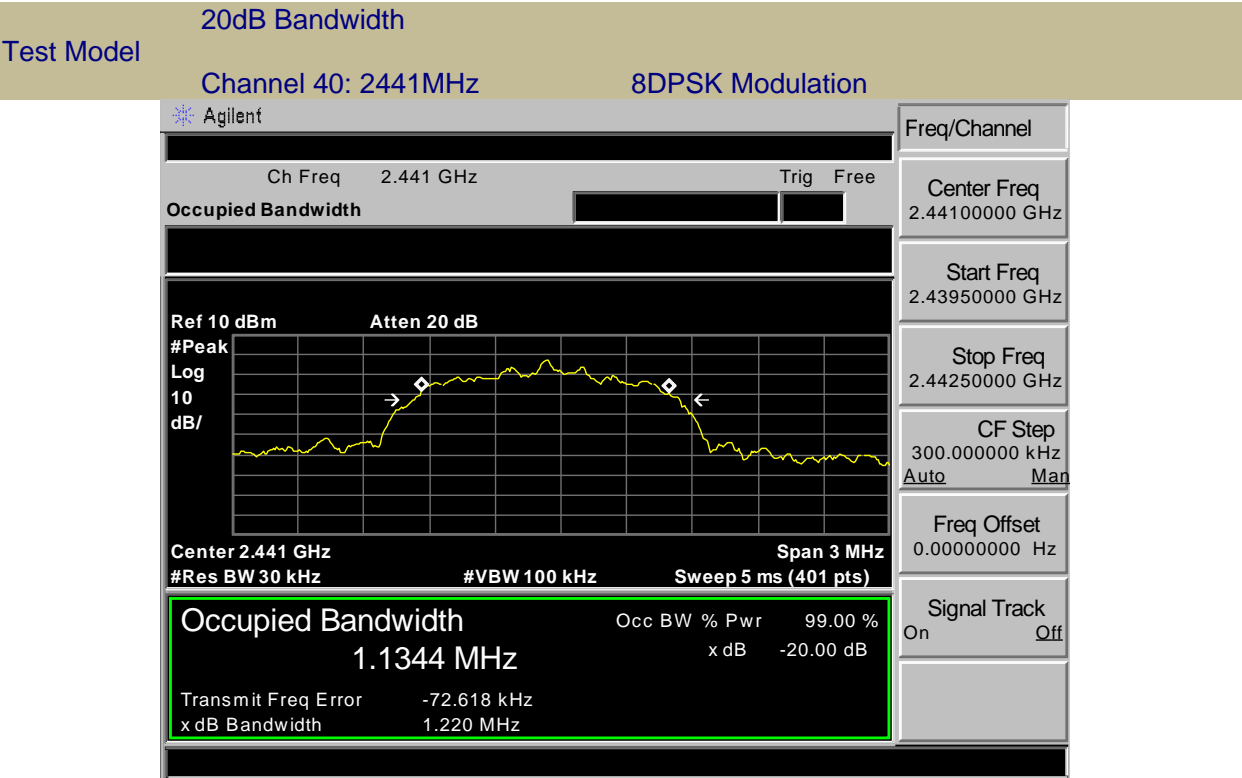 20dB Bandwidth
Test Model
Channel 40: 2441MHz 8DPSK Modulation
Agilent
Freq/Channel
Ch Freq 2.441 GHz Trig Free
Occupied Bandwidth
Center Freq
2.44100000 GHz
Start Freq
2.43950000 GHz
Stop Freq
2.44250000 GHz
CF Step
300.000000 kHz
Auto Man
Freq Offset
0.00000000 Hz
Signal Track
On Off
Ref 10 dBm Atten 20 dB
#Peak
Log
10
dB/
Center 2.441 GHz Span 3 MHz
#Res BW 30 kHz #VBW 100 kHz Sweep 5 ms (401 pts)
Occupied Bandwidth
1.1344 MHz
Occ BW % Pwr 99.00 %
x dB -20.00 dB
Transmit Freq Error -72.618 kHz
x dB Bandwidth 1.220 MHz